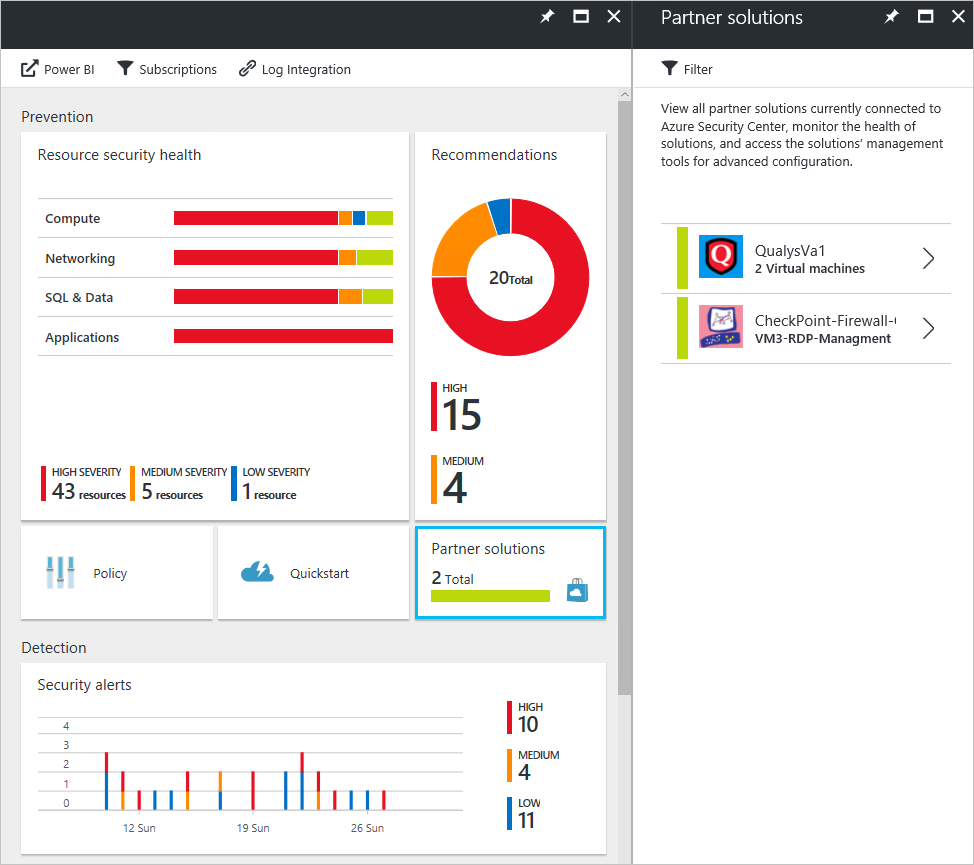 Partner solutions
Power BI
Subscriptions
Log Integration
Prevention
Resource security health
Compute
Networking
SQL & Data
Applications
HIGH SEVERITY
43 resources
MEDIUM SEVERITY
5 resources
LOW SEVERITY
1 resource
Recommendations
20Total
HIGH
15
MEDIUM
4
Policy
Quickstart
Partner solutions
2 Total
Detection
Security alerts
4
3
2
1
0
12 Sun
19 Sun
26 Sun
HIGH
10
MEDIUM
4
LOW
11
Filter
View all partner solutions currently connected to
Azure Security Center, monitor the health of
solutions, and access the solutions’ management
tools for advanced configuration.
Q
QualysVa1
2 Virtual machines
CheckPoint-Firewall-
VM3-RDP-Managment